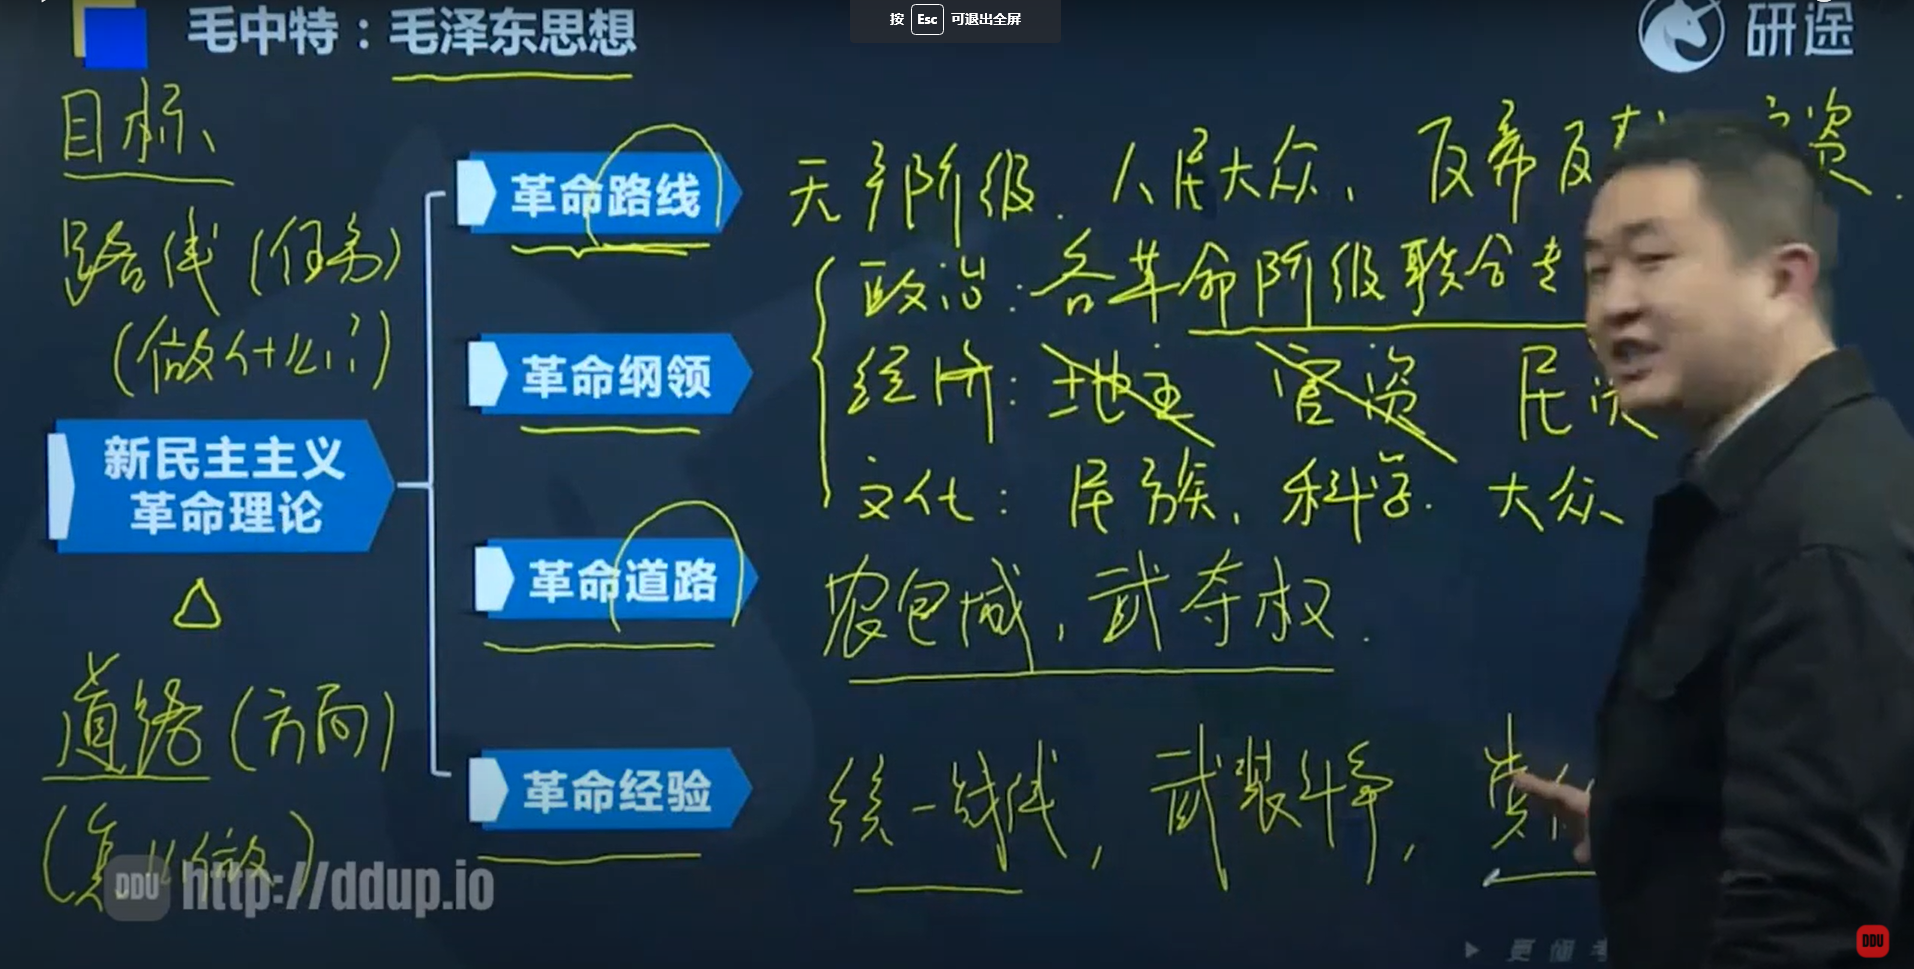 按 Esc 可退出全屏
毛中特：毛泽东思想
研途
目标、
革命路线
无产阶级. 人民大众、反帝反封
资.
路线(任务)
(做什么？)
政治：各革命阶级联合专
革命纲领
经济：地主 官资 民资
新民主主义
革命理论
文化：民族、科学. 大众
革命道路
农包城，武夺权.
道路(方向)
革命经验
统一战线，武装斗争，党
做)
DDU http://ddup.io
DDU